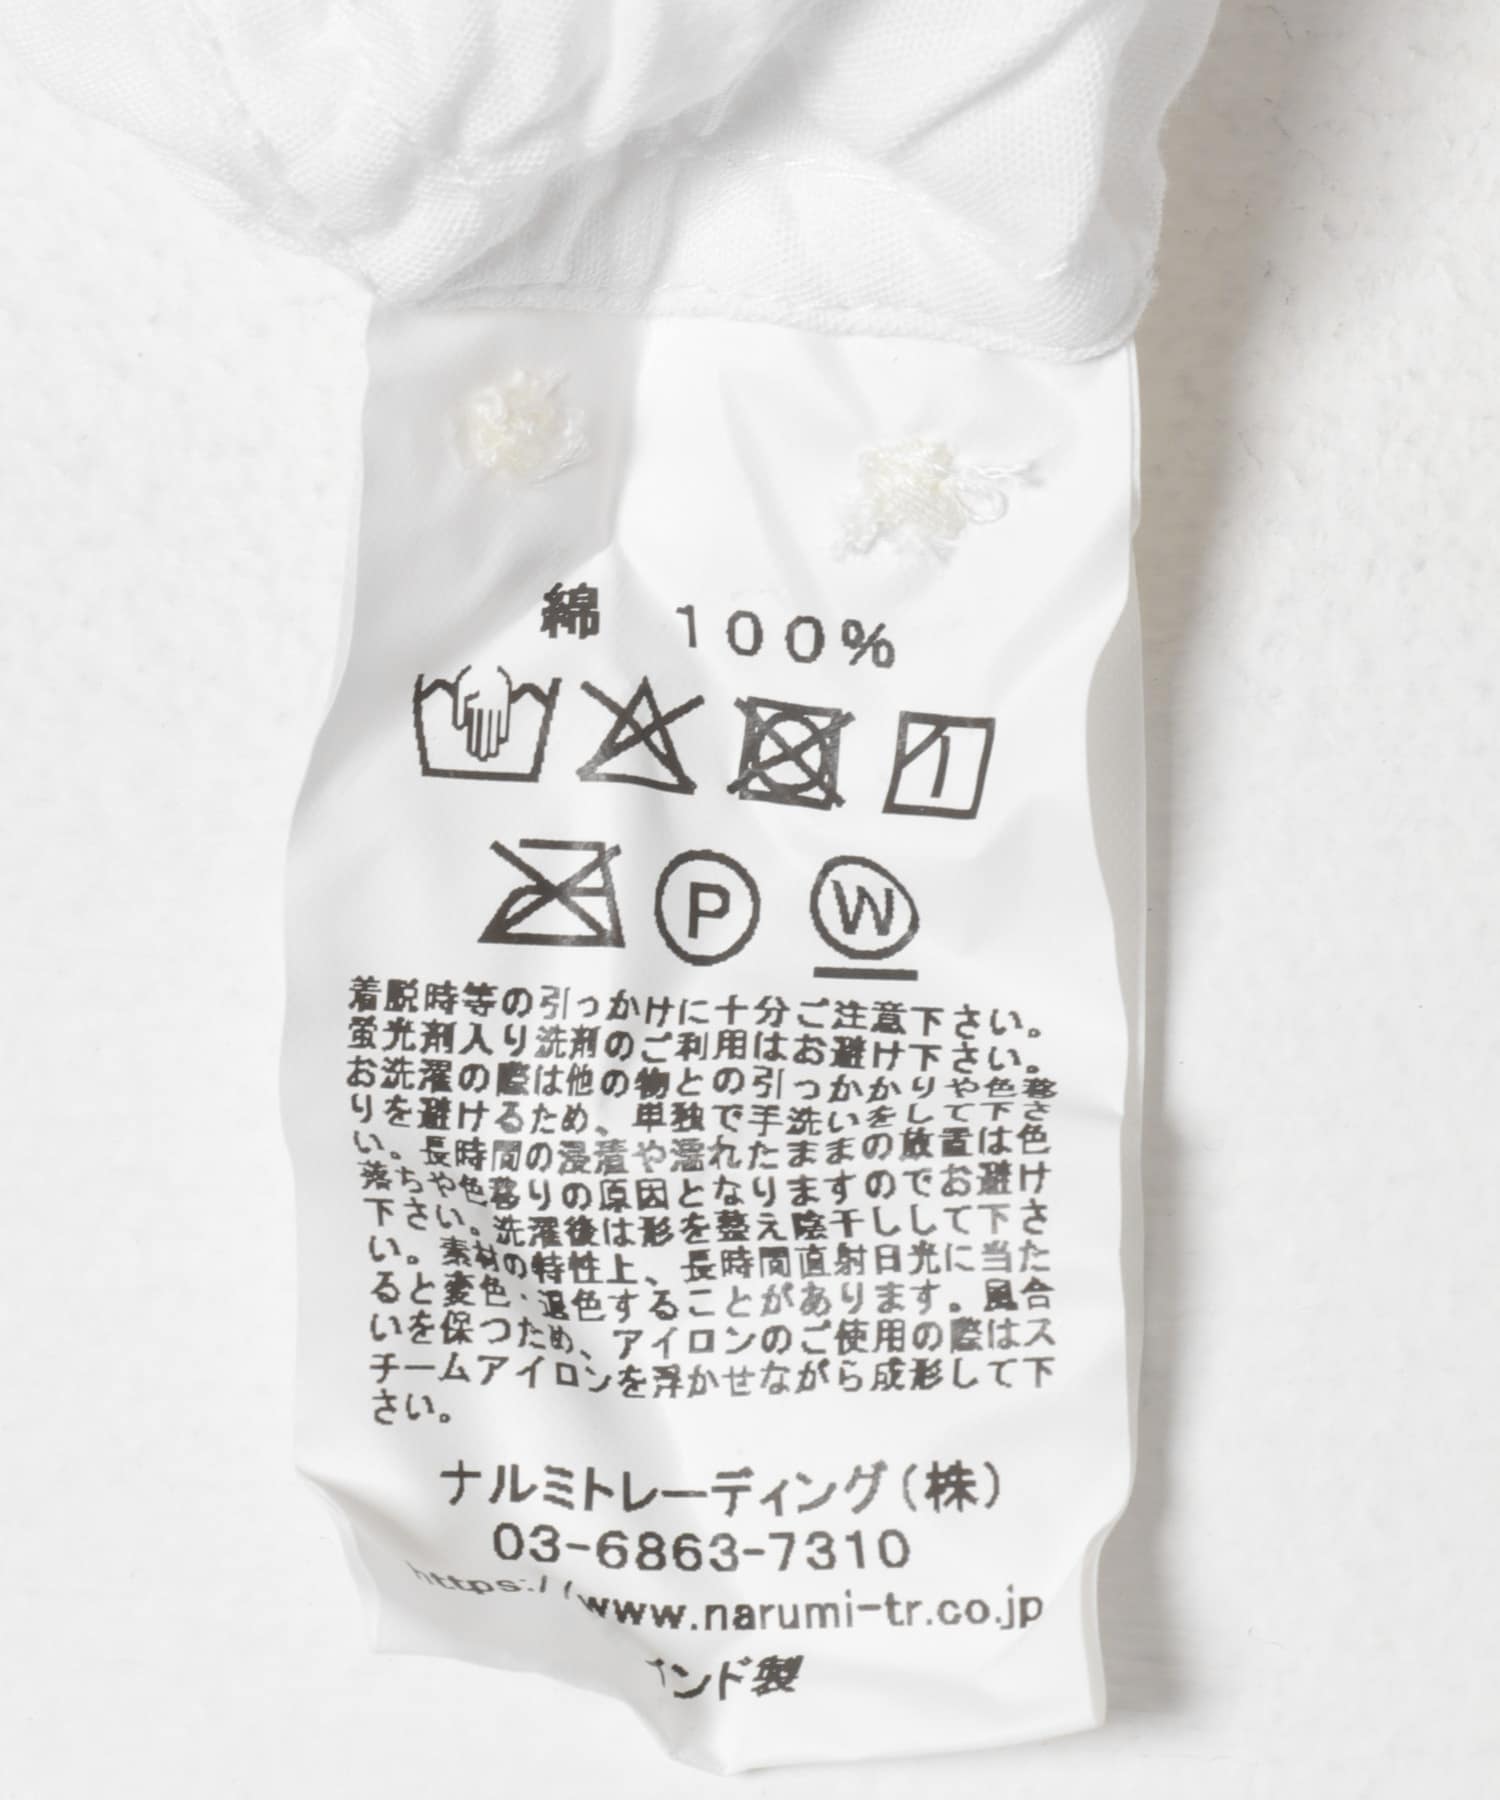 綿 100%
P W
着脱時等の引っかけに十分ご注意下さい。
蛍光剤入り洗剤のご利用はお避け下さい。
お洗濯の際は他の物との引っかかりや色移
りを避けるため、単独で手洗いをして下さ
い。長時間の浸漬や濡れたままの放置は色
落ちや色移りの原因となりますのでお避け
下さい。洗濯後は形を整え陰干しして下さ
い。素材の特性上、長時間直射日光に当た
ると変色・退色することがあります。風合
いを保つため、アイロンのご使用の際はス
チームアイロンを浮かせながら成形して下
さい。
ナルミトレーディング(株)
03-6863-7310
https://www.narumi-tr.co.jp
インド製